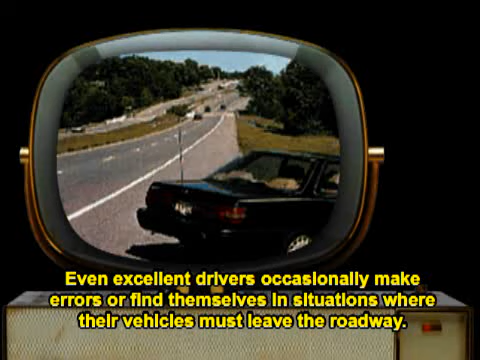 Even excellent drivers occasionally make
errors or find themselves in situations where
their vehicles must leave the roadway.